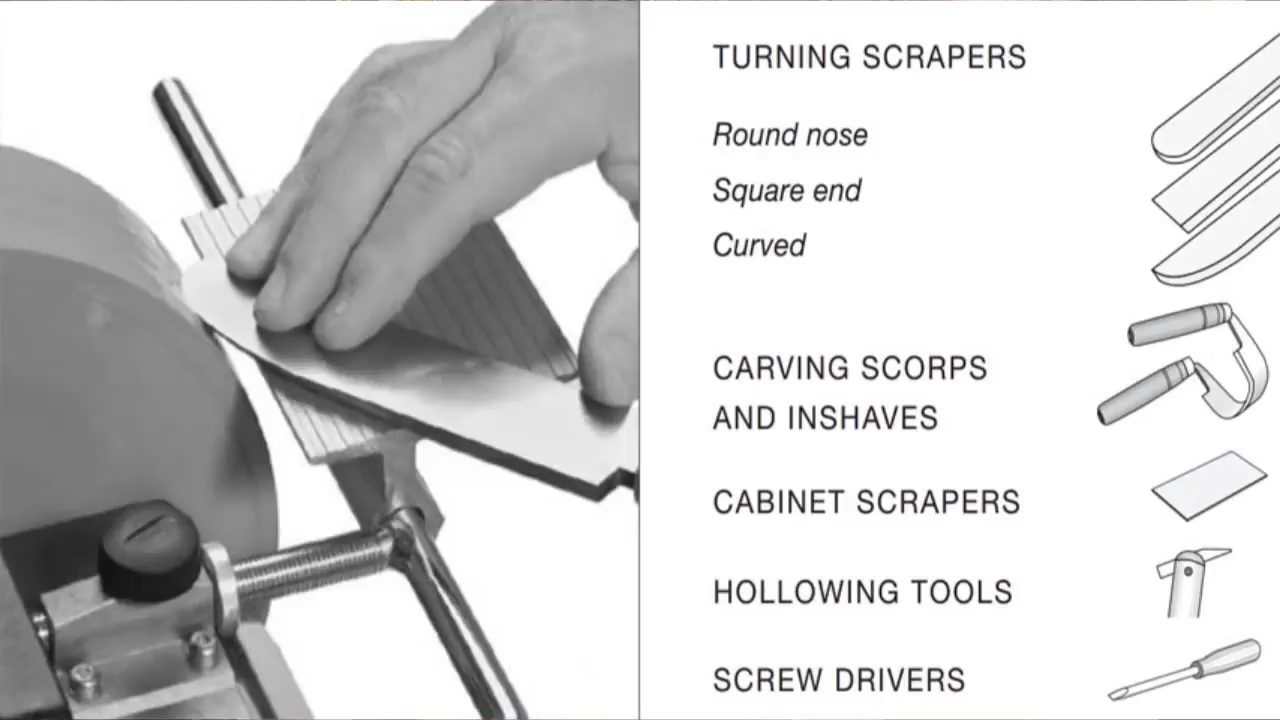 TURNING SCRAPERS
Round nose
Square end
Curved
CARVING SCORPS
AND INSHAVES
CABINET SCRAPERS
HOLLOWING TOOLS
SCREW DRIVERS